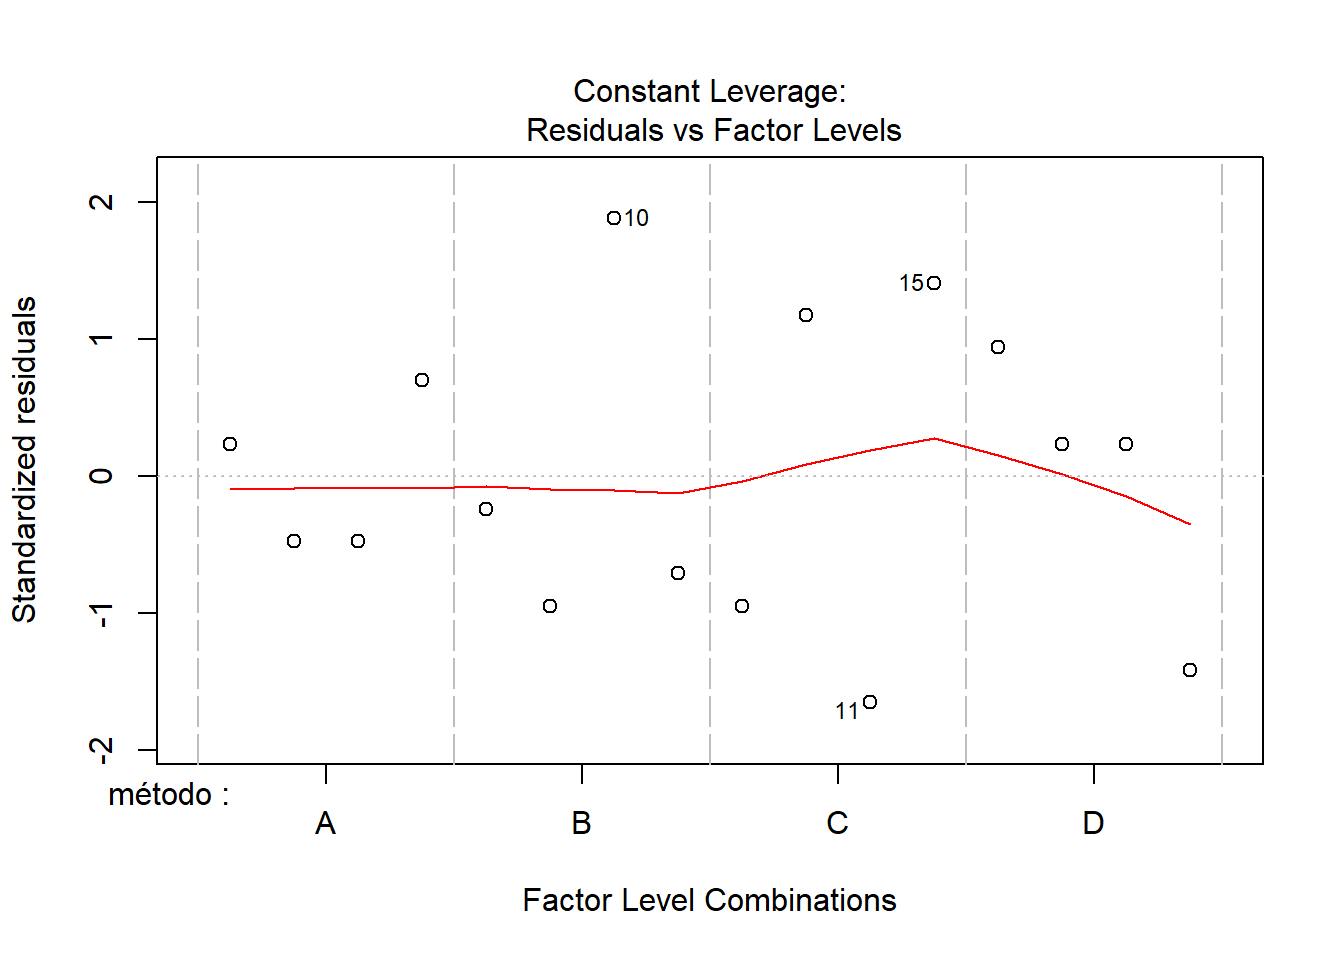 Constant Leverage:
Residuals vs Factor Levels
Standardized residuals
2
1
0
-1
-2
10
15
11
método :
A B C D
Factor Level Combinations